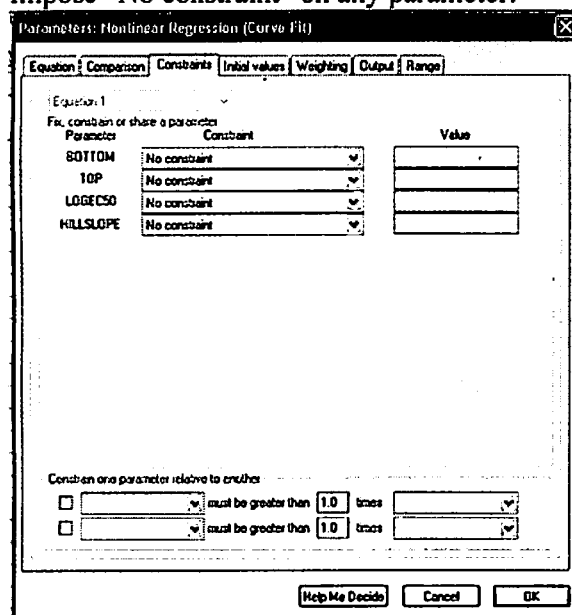 impose "No constraint" on any parameter.
Parameters: Nonlinear Regression (Curve Fit)
Equation Comparison Constraints Initial values Weighting Output Range
Equation 1
Fix, constrain or share a parameter
Parameter Constraint Value
BOTTOM No constraint
TOP No constraint
LOGEC50 No constraint
HILLSLOPE No constraint
Constrain one parameter relative to another
must be greater than 1.0 times
must be greater than 1.0 times
Help Me Decide Cancel OK